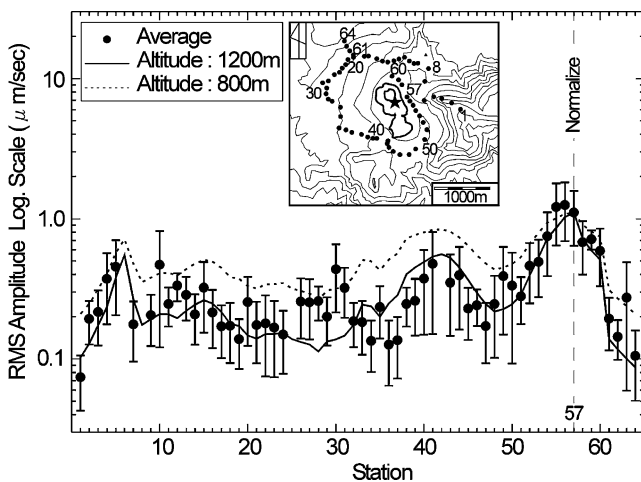 Average
Altitude : 1200m
Altitude : 800m
RMS Amplitude Log. Scale ( μ m/sec)
10
1.0
0.1
64
61
20
60
8
57
30
1
40
50
1000m
Normalize
57
10
20
30
40
50
60
Station